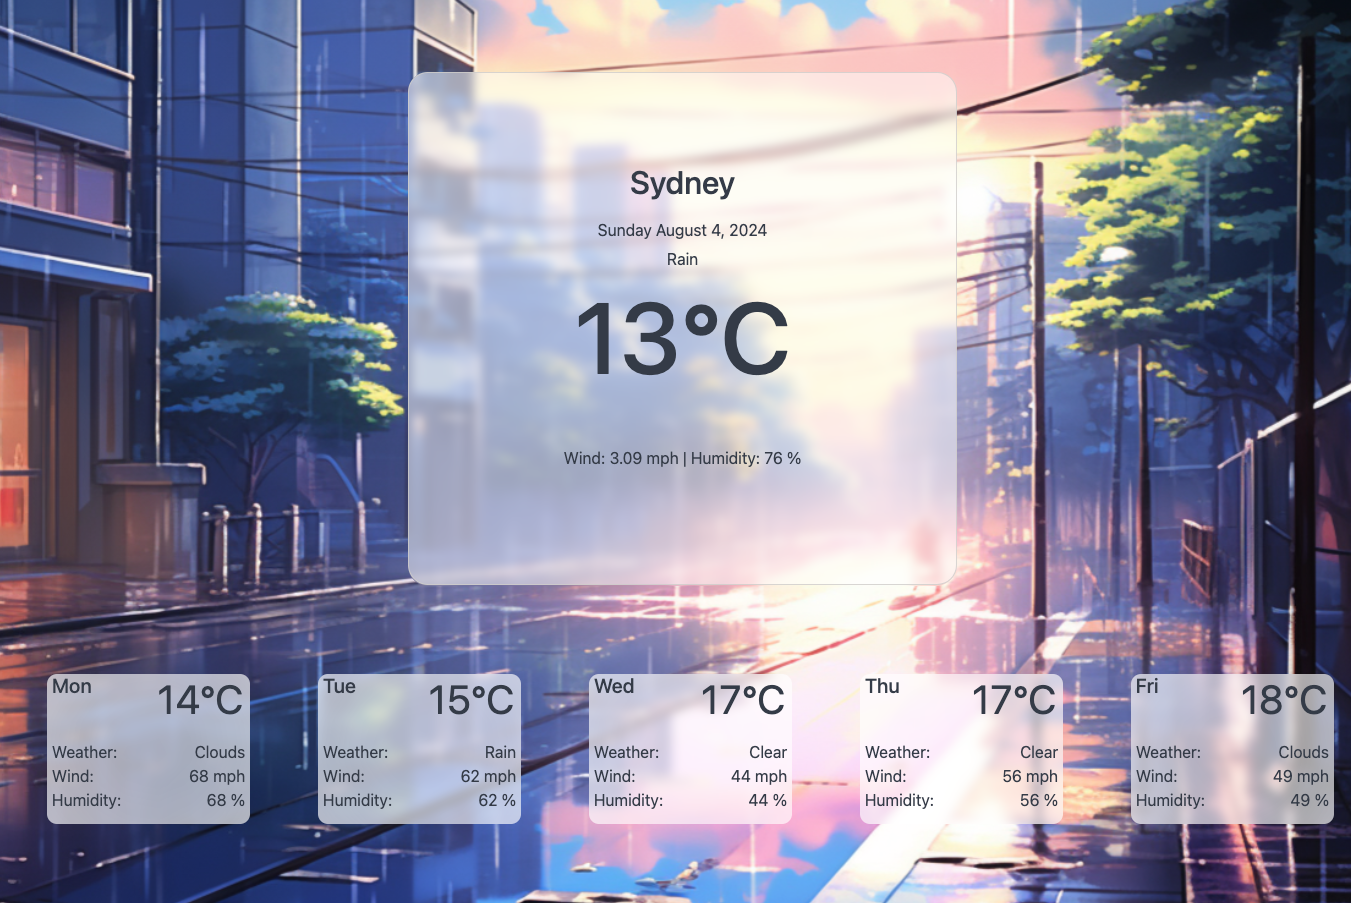 Sydney
Sunday August 4, 2024
Rain
13°C
Wind: 3.09 mph | Humidity: 76 %
Mon 14°C
Weather: Clouds
Wind: 68 mph
Humidity: 68 %
Tue 15°C
Weather: Rain
Wind: 62 mph
Humidity: 62 %
Wed 17°C
Weather: Clear
Wind: 44 mph
Humidity: 44 %
Thu 17°C
Weather: Clear
Wind: 56 mph
Humidity: 56 %
Fri 18°C
Weather: Clouds
Wind: 49 mph
Humidity: 49 %